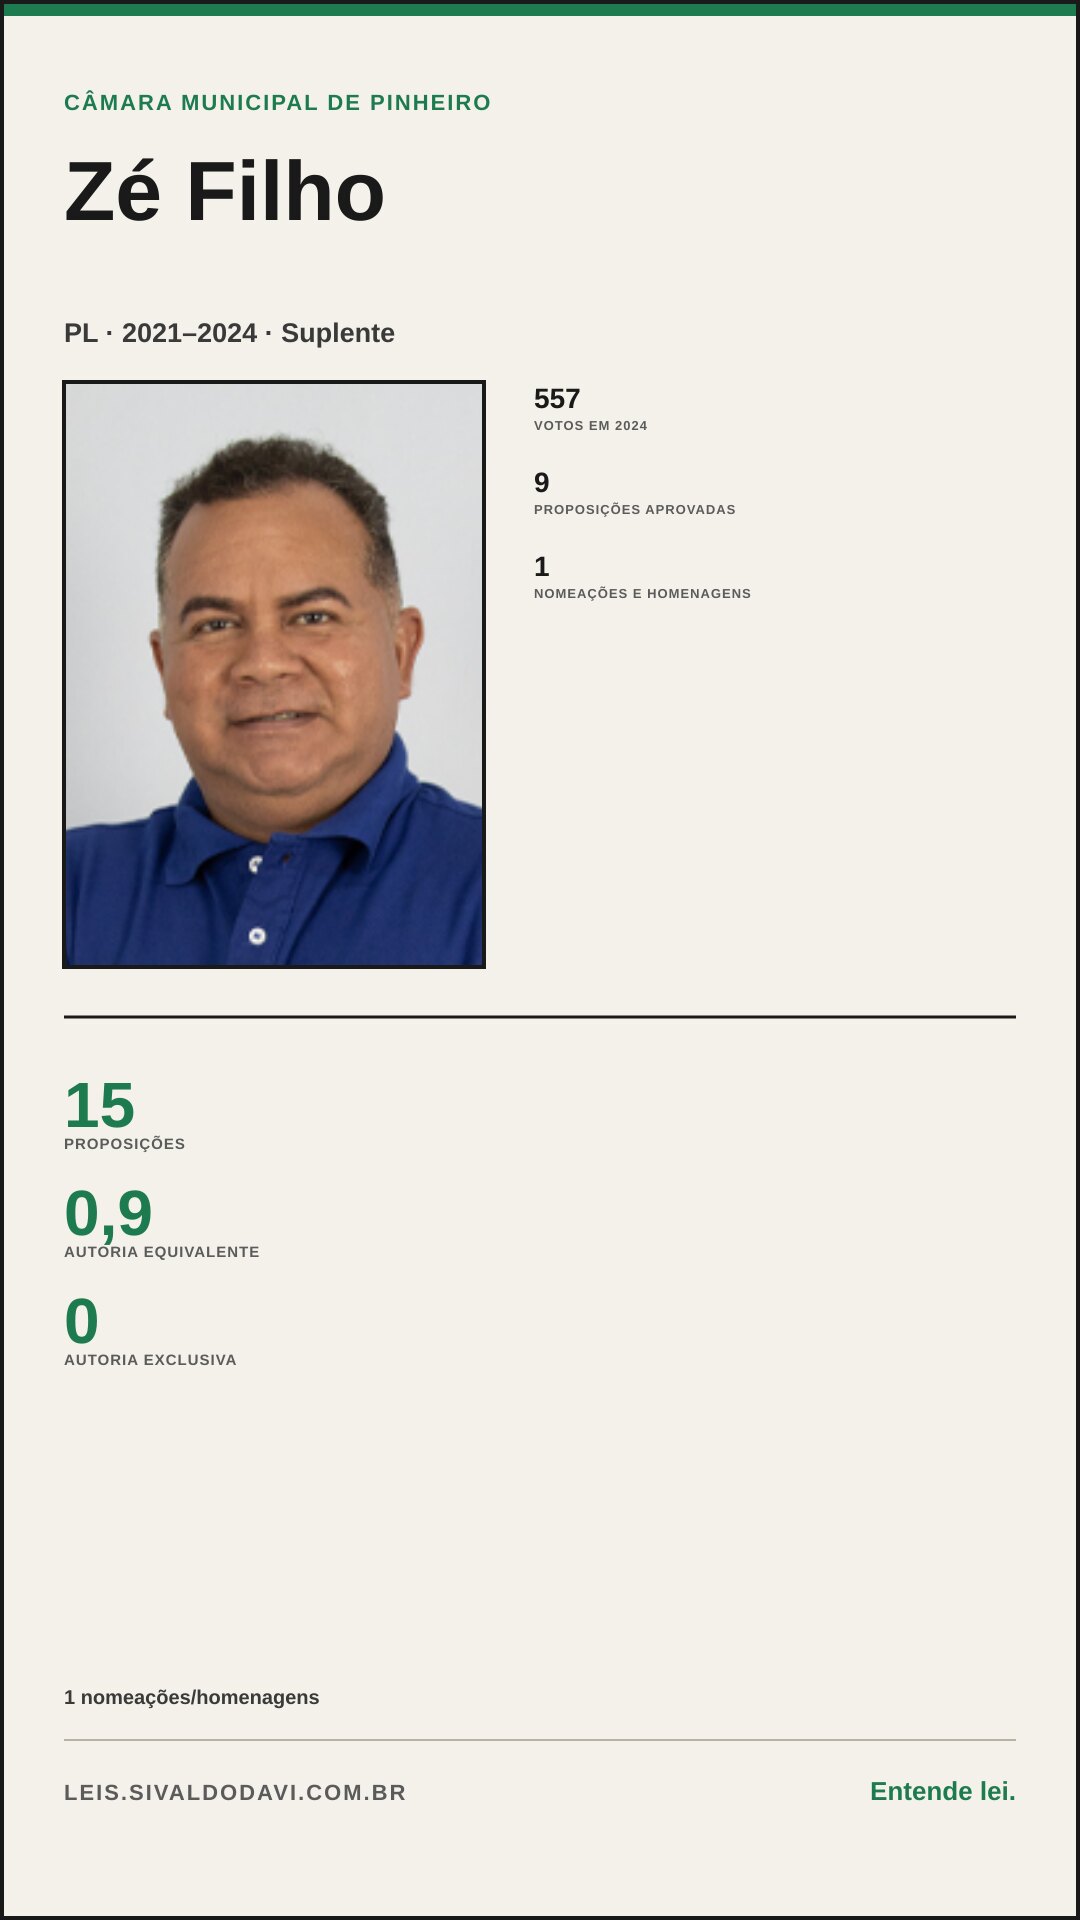 CÂMARA MUNICIPAL DE PINHEIRO
Zé Filho
PL · 2021–2024 · Suplente
557
VOTOS EM 2024
9
PROPOSIÇÕES APROVADAS
1
NOMEAÇÕES E HOMENAGENS
15
PROPOSIÇÕES
0,9
AUTORIA EQUIVALENTE
0
AUTORIA EXCLUSIVA
1 nomeações/homenagens
LEIS.SIVALDODAVI.COM.BR
Entende lei.